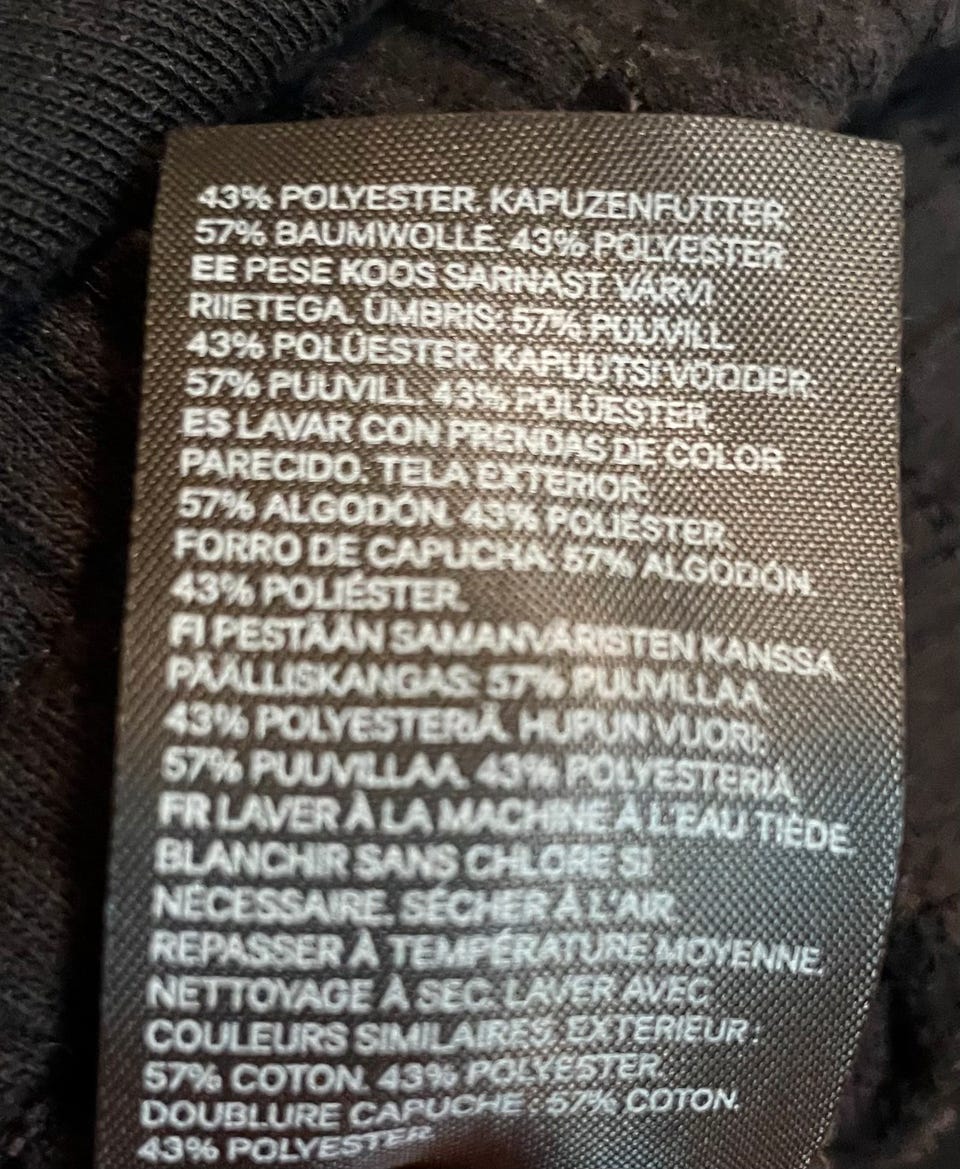 43% POLYESTER. KAPUZENFUTTER:
57% BAUMWOLLE. 43% POLYESTER.
EE PESE KOOS SARNAST VÄRVI
RIIETEGA. ÜMBRIS: 57% PUUVILL.
43% POLÜESTER. KAPUUTSI VOODER:
57% PUUVILL. 43% POLÜESTER.
ES LAVAR CON PRENDAS DE COLOR
PARECIDO. TELA EXTERIOR:
57% ALGODÓN. 43% POLIÉSTER.
FORRO DE CAPUCHA: 57% ALGODÓN.
43% POLIÉSTER.
FI PESTÄÄN SAMANVÄRISTEN KANSSA.
PÄÄLLISKANGAS: 57% PUUVILLAA.
43% POLYESTERIÄ. HUPUN VUORI:
57% PUUVILLAA. 43% POLYESTERIÄ.
FR LAVER À LA MACHINE À L'EAU TIÈDE.
BLANCHIR SANS CHLORE SI
NÉCESSAIRE. SÉCHER À L'AIR.
REPASSER À TEMPÉRATURE MOYENNE.
NETTOYAGE À SEC. LAVER AVEC
COULEURS SIMILAIRES. EXTERIEUR :
57% COTON. 43% POLYESTER.
DOUBLURE CAPUCHE : 57% COTON.
43% POLYESTER.